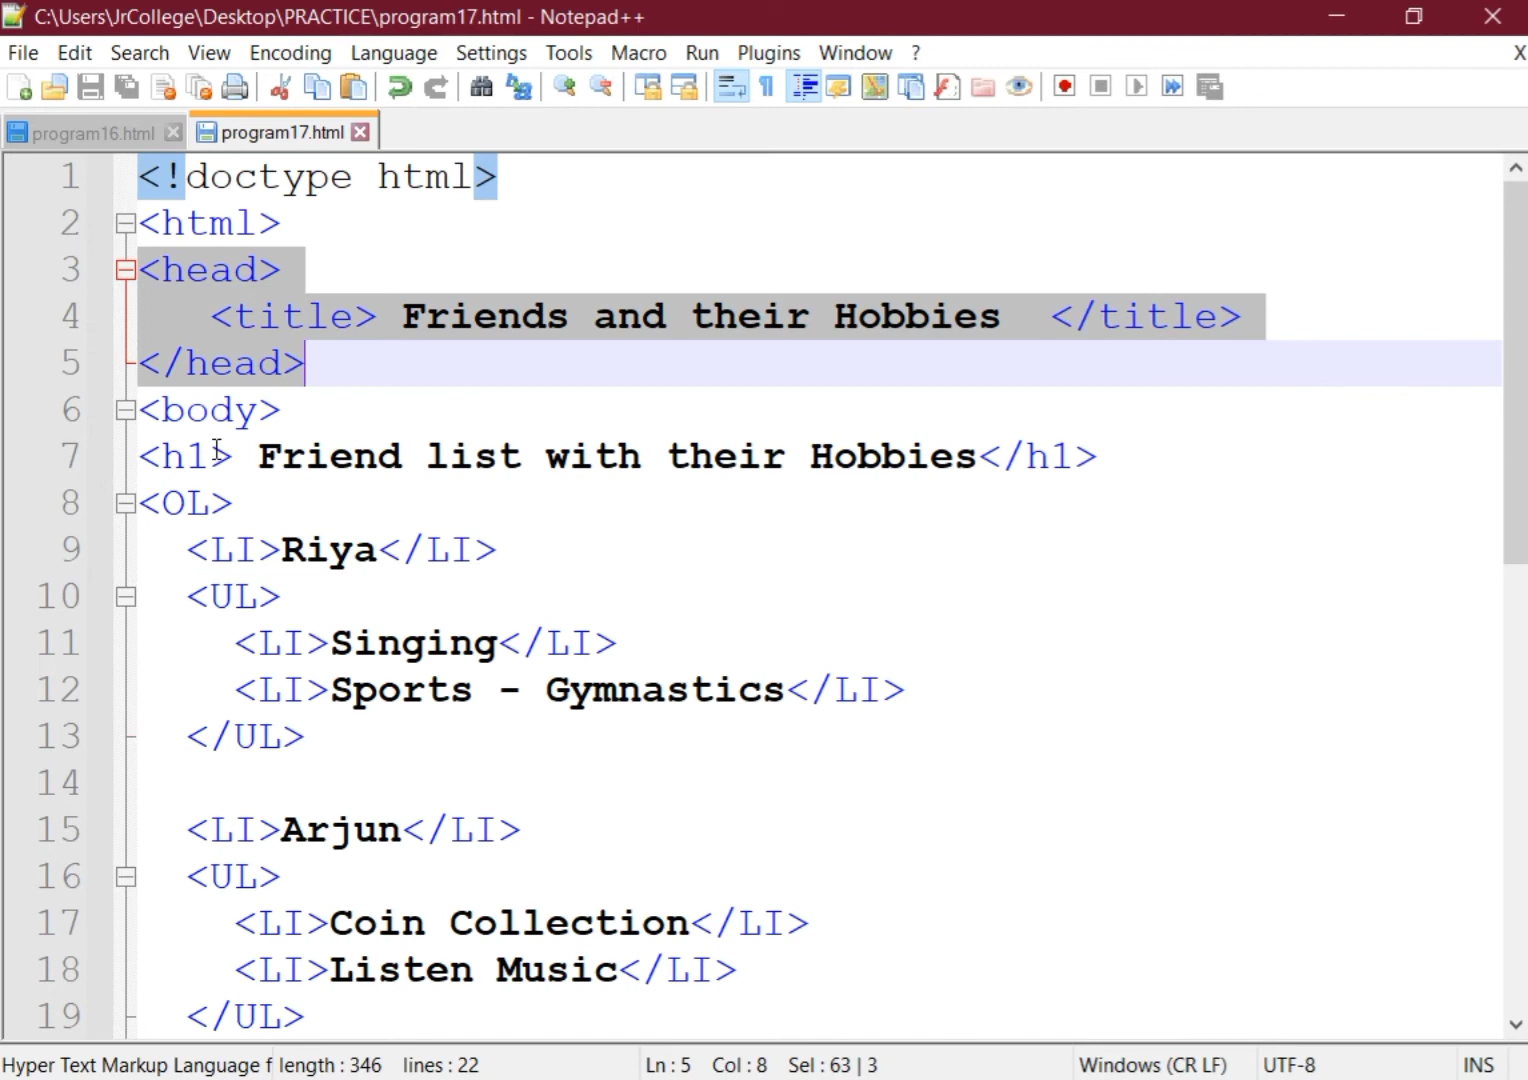 C:\Users\JrCollege\Desktop\PRACTICE\program17.html - Notepad++
File Edit Search View Encoding Language Settings Tools Macro Run Plugins Window ? X
program16.html program17.html
1 <!doctype html>
2 <html>
3 <head>
4 <title> Friends and their Hobbies </title>
5 </head>
6 <body>
7 <h1> Friend list with their Hobbies</h1>
8 <OL>
9 <LI>Riya</LI>
10 <UL>
11 <LI>Singing</LI>
12 <LI>Sports - Gymnastics</LI>
13 </UL>
14
15 <LI>Arjun</LI>
16 <UL>
17 <LI>Coin Collection</LI>
18 <LI>Listen Music</LI>
19 </UL>
Hyper Text Markup Language f length : 346 lines : 22 Ln : 5 Col : 8 Sel : 63 | 3 Windows (CR LF) UTF-8 INS